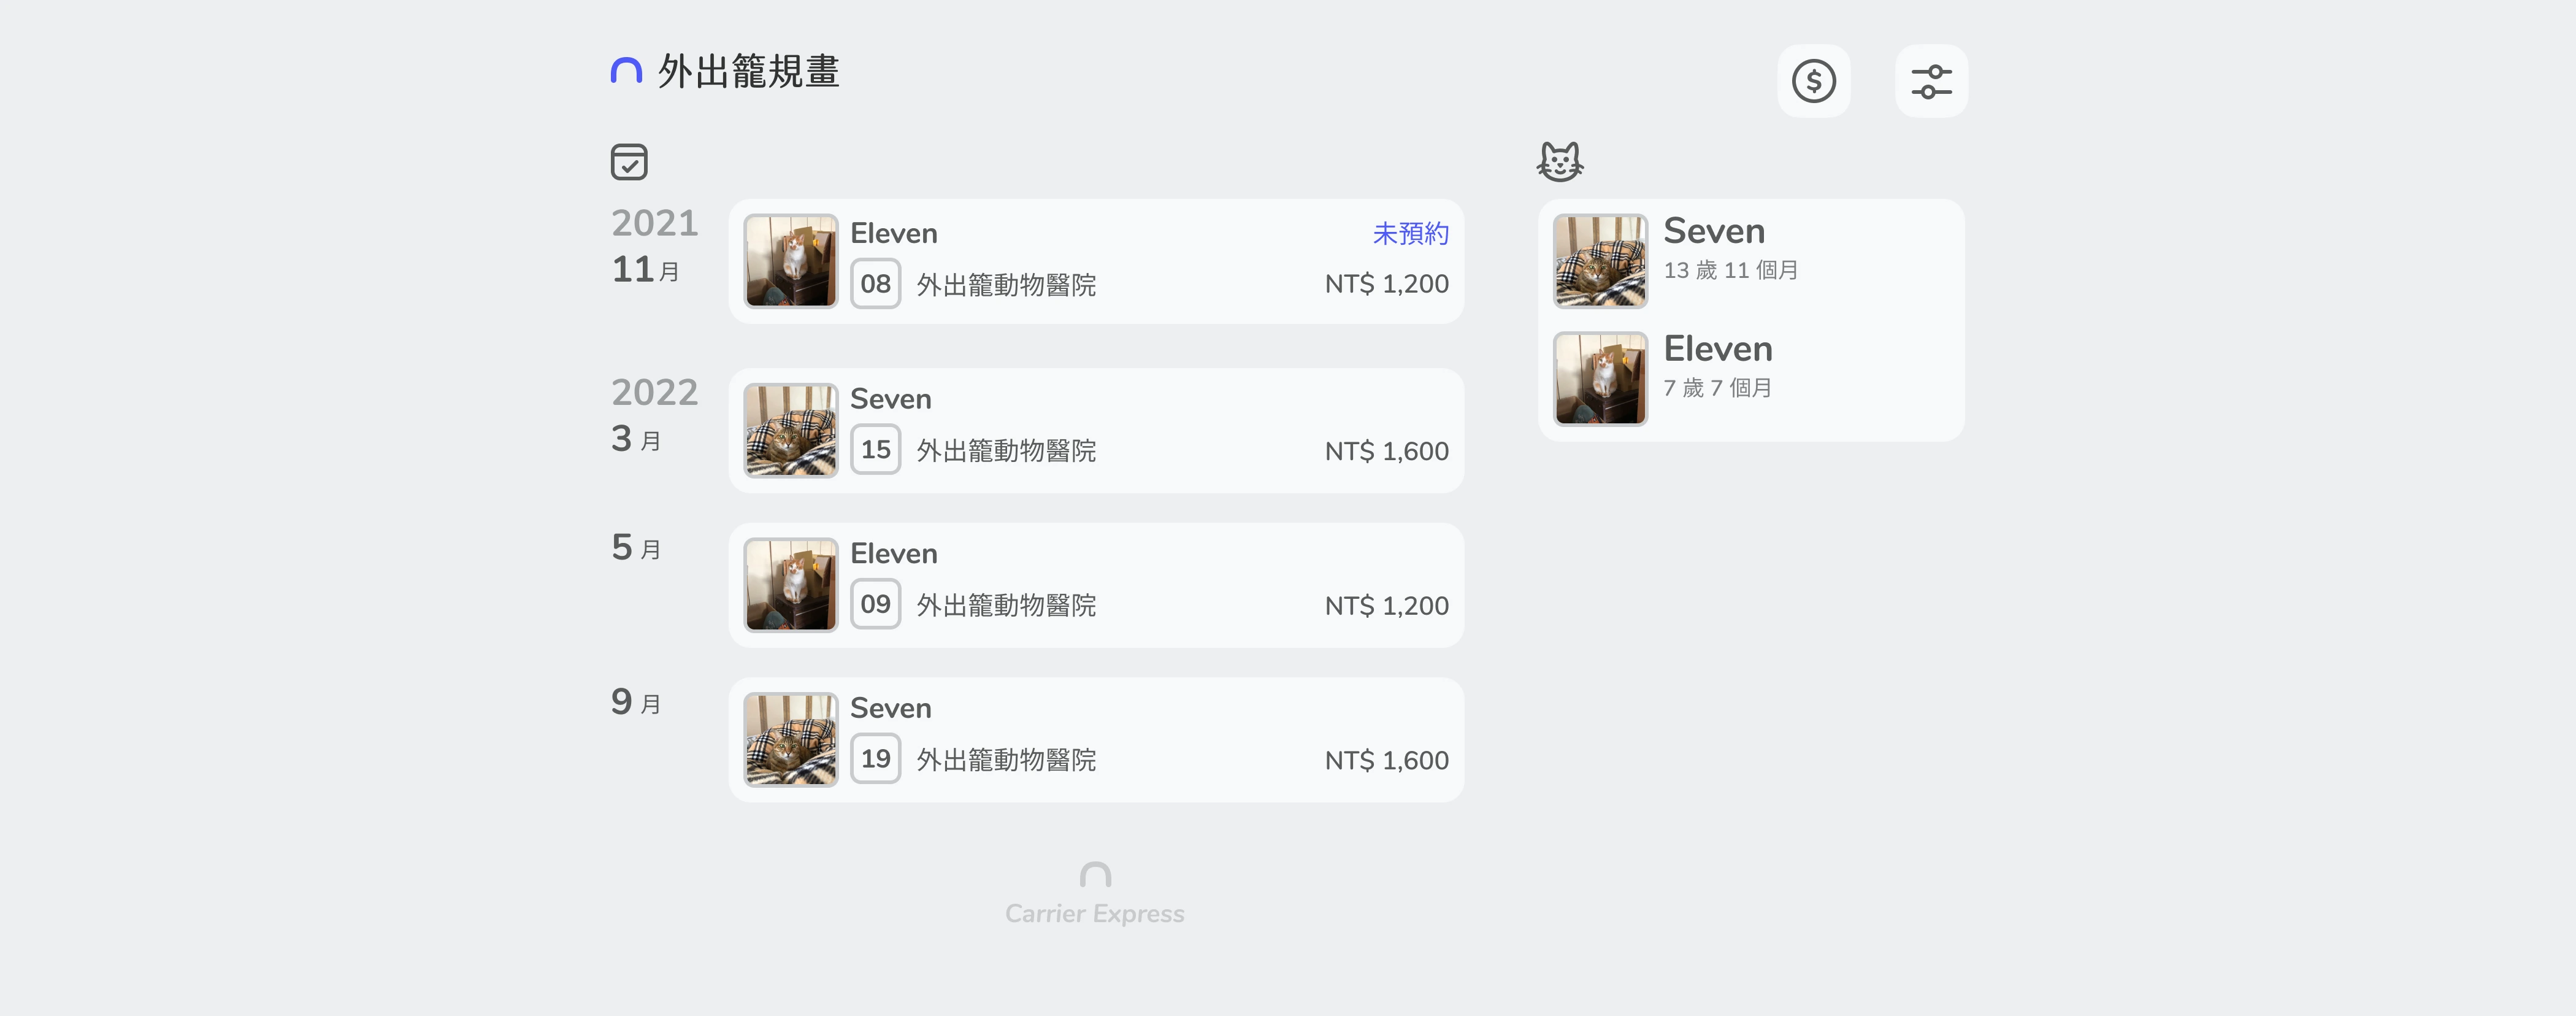 外出籠規畫
2021
11 月
Eleven
未預約
08 外出籠動物醫院 NT$ 1,200
2022
3 月
Seven
15 外出籠動物醫院 NT$ 1,600
5 月
Eleven
09 外出籠動物醫院 NT$ 1,200
9 月
Seven
19 外出籠動物醫院 NT$ 1,600
Carrier Express
Seven
13 歲 11 個月
Eleven
7 歲 7 個月